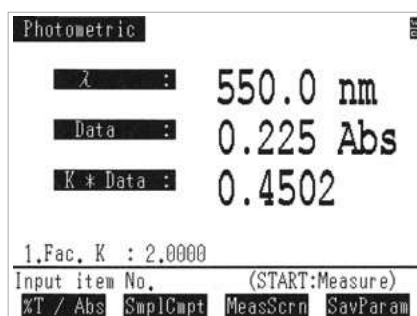 Photometric
λ : 550.0 nm
Data : 0.225 Abs
K * Data : 0.4502
1.Fac. K : 2.0000
Input item No. (START:Measure)
%T / Abs SmplCmpt MeasScrn SavParam